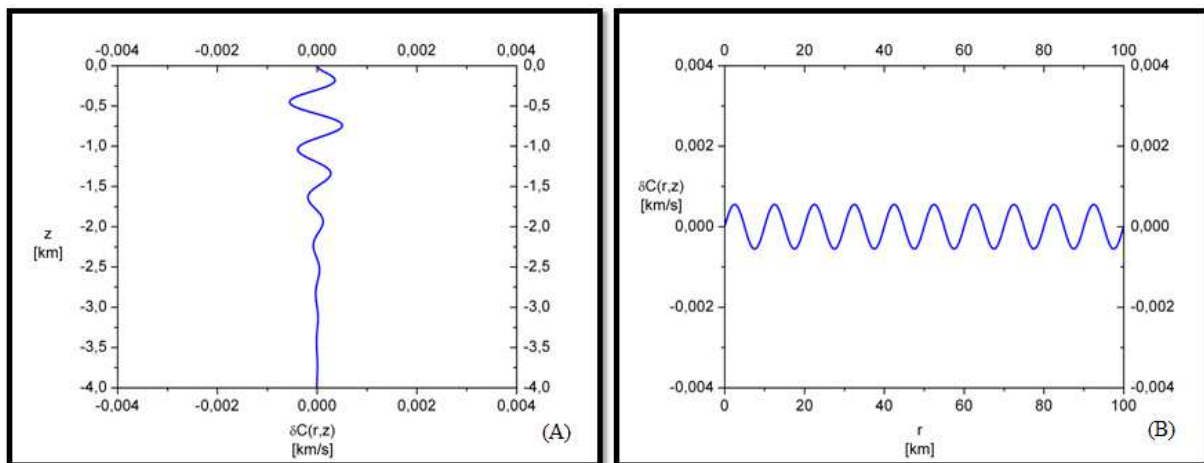 -0,004 -0,002 0,000 0,002 0,004
0,0 0,0
-0,5 0,5
-1,0 1,0
-1,5 1,5
-2,0 2,0
-2,5 2,5
-3,0 3,0
-3,5 3,5
-4,0 4,0
z
[km]
-0,004 -0,002 0,000 0,002 0,004
δC(r,z)
[km/s]
(A)
0 20 40 60 80 100
0,004 0,004
0,002 0,002
δC(r,z)
[km/s]
0,000 0,000
-0,002 -0,002
-0,004 -0,004
0 20 40 60 80 100
r
[km]
(B)